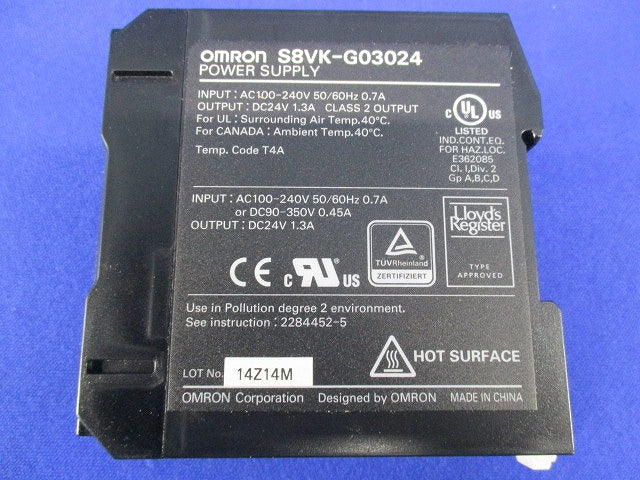 omron S8VK-G03024
POWER SUPPLY
INPUT : AC100-240V 50/60Hz 0.7A
OUTPUT : DC24V 1.3A CLASS 2 OUTPUT
For UL : Surrounding Air Temp.40°C.
For CANADA : Ambient Temp.40°C.
Temp. Code T4A
C UL US
LISTED
IND.CONT.EQ.
FOR HAZ.LOC.
E362085
Cl. I,Div. 2
Gp A,B,C,D
INPUT : AC100-240V 50/60Hz 0.7A
or DC90-350V 0.45A
OUTPUT : DC24V 1.3A
CE C RU US
TÜVRheinland
ZERTIFIZIERT
Lloyd's
Register
TYPE
APPROVED
Use in Pollution degree 2 environment.
See instruction : 2284452-5
HOT SURFACE
LOT No. 14Z14M
OMRON Corporation Designed by OMRON MADE IN CHINA